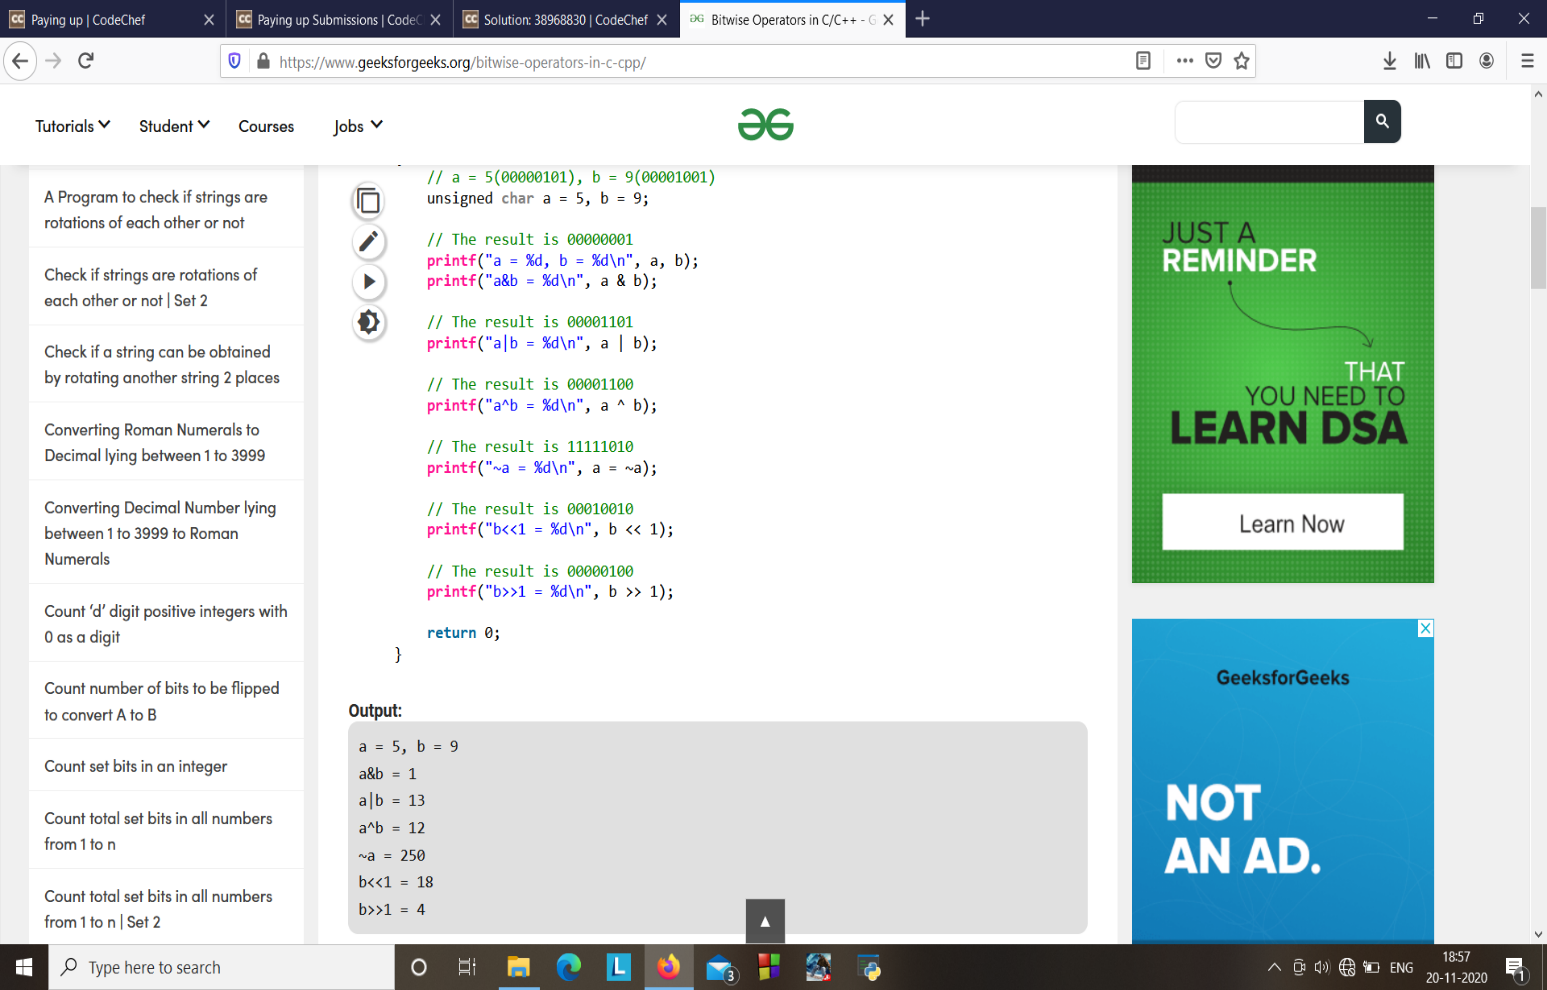 Paying up | CodeChef
Paying up Submissions | CodeC
Solution: 38968830 | CodeChef
Bitwise Operators in C/C++ - G
https://www.geeksforgeeks.org/bitwise-operators-in-c-cpp/
Tutorials
Student
Courses
Jobs
A Program to check if strings are
rotations of each other or not
Check if strings are rotations of
each other or not | Set 2
Check if a string can be obtained
by rotating another string 2 places
Converting Roman Numerals to
Decimal lying between 1 to 3999
Converting Decimal Number lying
between 1 to 3999 to Roman
Numerals
Count ‘d’ digit positive integers with
0 as a digit
Count number of bits to be flipped
to convert A to B
Count set bits in an integer
Count total set bits in all numbers
from 1 to n
Count total set bits in all numbers
from 1 to n | Set 2
// a = 5(00000101), b = 9(00001001)
unsigned char a = 5, b = 9;
// The result is 00000001
printf("a = %d, b = %d\n", a, b);
printf("a&b = %d\n", a & b);
// The result is 00001101
printf("a|b = %d\n", a | b);
// The result is 00001100
printf("a^b = %d\n", a ^ b);
// The result is 11111010
printf("~a = %d\n", a = ~a);
// The result is 00010010
printf("b<<1 = %d\n", b << 1);
// The result is 00000100
printf("b>>1 = %d\n", b >> 1);
return 0;
}
Output:
a = 5, b = 9
a&b = 1
a|b = 13
a^b = 12
~a = 250
b<<1 = 18
b>>1 = 4
JUST A
REMINDER
THAT
YOU NEED TO
LEARN DSA
Learn Now
GeeksforGeeks
NOT
AN AD.
Type here to search
3
ENG
18:57
20-11-2020
1